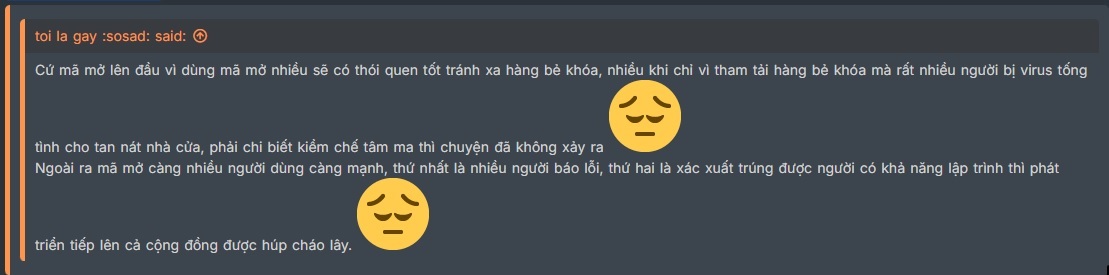 toi la gay :sosad: said:
Cứ mã mở lên đầu vì dùng mã mở nhiều sẽ có thói quen tốt tránh xa hàng bẻ khóa, nhiều khi chỉ vì tham tải hàng bẻ khóa mà rất nhiều người bị virus tống
tình cho tan nát nhà cửa, phải chi biết kiềm chế tâm ma thì chuyện đã không xảy ra
Ngoài ra mã mở càng nhiều người dùng càng mạnh, thứ nhất là nhiều người báo lỗi, thứ hai là xác xuất trúng được người có khả năng lập trình thì phát
triển tiếp lên cả cộng đồng được húp cháo lây.